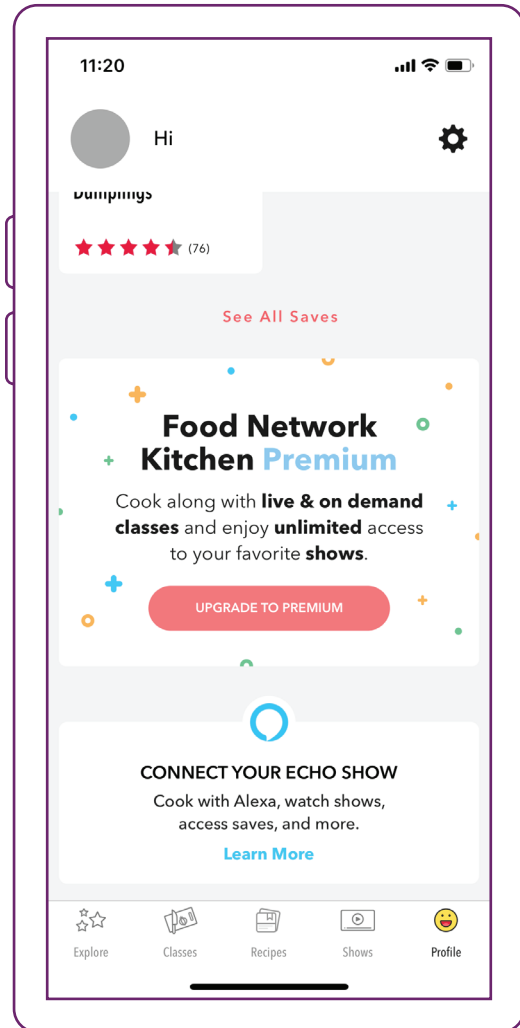 11:20
Hi
Dumplings
(76)
See All Saves
Food Network
Kitchen Premium
Cook along with live & on demand
classes and enjoy unlimited access
to your favorite shows.
UPGRADE TO PREMIUM
CONNECT YOUR ECHO SHOW
Cook with Alexa, watch shows,
access saves, and more.
Learn More
Explore Classes Recipes Shows Profile